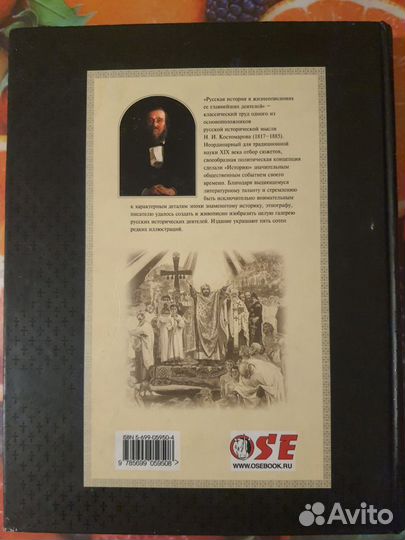 «Русская история в жизнеописаниях
ее главнейших деятелей» –
классический труд одного из
основоположников
русской исторической мысли
Н. И. Костомарова (1817–1885).
Неординарный для традиционной
науки XIX века отбор сюжетов,
своеобразная политическая концепция
сделали «Историю» значительным
общественным событием своего
времени. Благодаря выдающемуся
литературному таланту и стремлению
быть исключительно внимательным
к характерным деталям эпохи знаменитому историку, этнографу,
писателю удалось создать и живописно изобразить целую галерею
русских исторических деятелей. Издание украшают пять сотен
редких иллюстраций.
ISBN 5-699-05950-4
9 785699 059508 >
OSE
WWW.OSEBOOK.RU
Avito